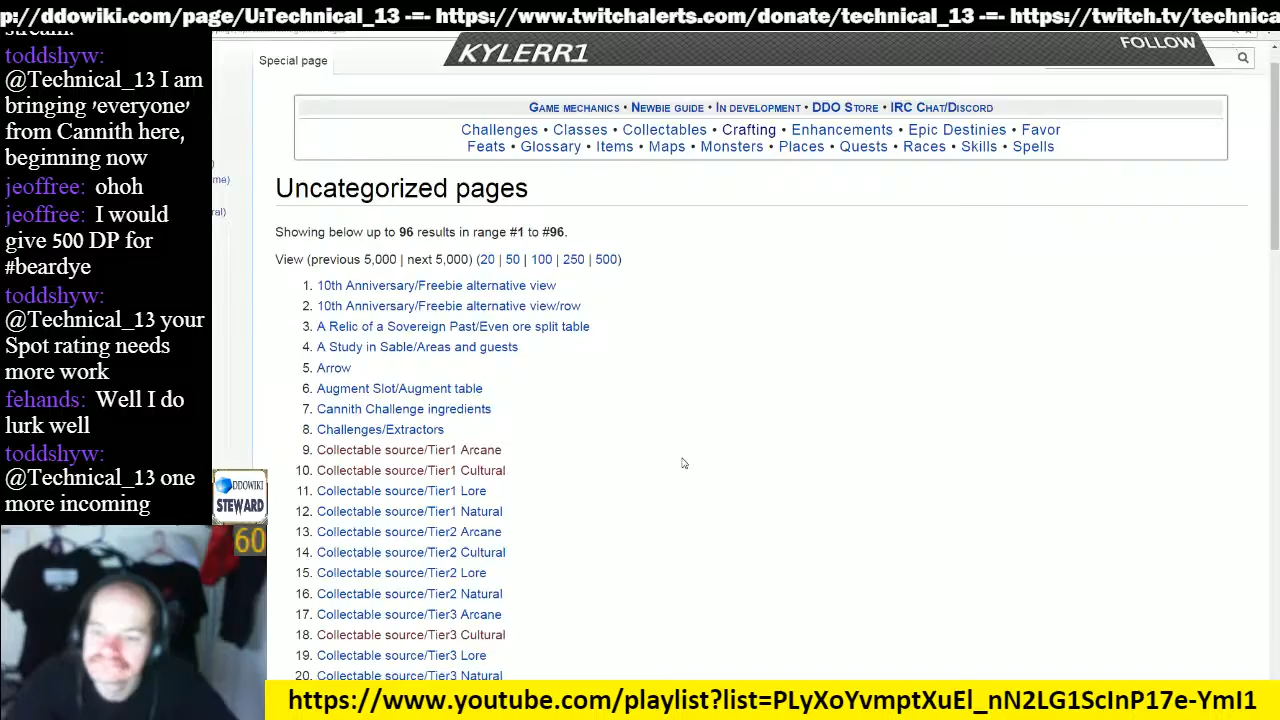 p://ddowiki.com/page/U:Technical_13 -=- https://www.twitchalerts.com/donate/technical_13 -=- https://twitch.tv/technica
stream.
toddshyw:
@Technical_13 I am
bringing 'everyone'
from Cannith here,
beginning now
jeoffree: ohoh
jeoffree: I would
give 500 DP for
#beardye
toddshyw:
@Technical_13 your
Spot rating needs
more work
fehands: Well I do
lurk well
toddshyw:
@Technical_13 one
more incoming
me)
ral)
DDOWIKI
STEWARD
60
Special page
KYLERR1
FOLLOW
Game mechanics • Newbie guide • In development • DDO Store • IRC Chat/Discord
Challenges • Classes • Collectables • Crafting • Enhancements • Epic Destinies • Favor
Feats • Glossary • Items • Maps • Monsters • Places • Quests • Races • Skills • Spells
Uncategorized pages
Showing below up to 96 results in range #1 to #96.
View (previous 5,000 | next 5,000) (20 | 50 | 100 | 250 | 500)
1. 10th Anniversary/Freebie alternative view
2. 10th Anniversary/Freebie alternative view/row
3. A Relic of a Sovereign Past/Even ore split table
4. A Study in Sable/Areas and guests
5. Arrow
6. Augment Slot/Augment table
7. Cannith Challenge ingredients
8. Challenges/Extractors
9. Collectable source/Tier1 Arcane
10. Collectable source/Tier1 Cultural
11. Collectable source/Tier1 Lore
12. Collectable source/Tier1 Natural
13. Collectable source/Tier2 Arcane
14. Collectable source/Tier2 Cultural
15. Collectable source/Tier2 Lore
16. Collectable source/Tier2 Natural
17. Collectable source/Tier3 Arcane
18. Collectable source/Tier3 Cultural
19. Collectable source/Tier3 Lore
20. Collectable source/Tier3 Natural
https://www.youtube.com/playlist?list=PLyXoYvmptXuEl_nN2LG1ScInP17e-YmI1